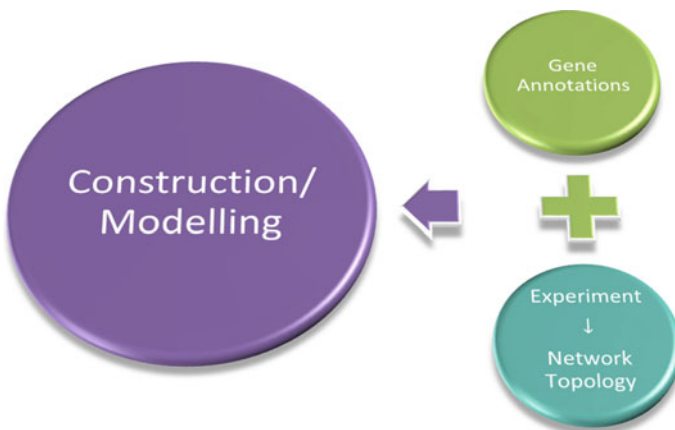 Construction/
Modelling
Gene
Annotations
Experiment
↓
Network
Topology